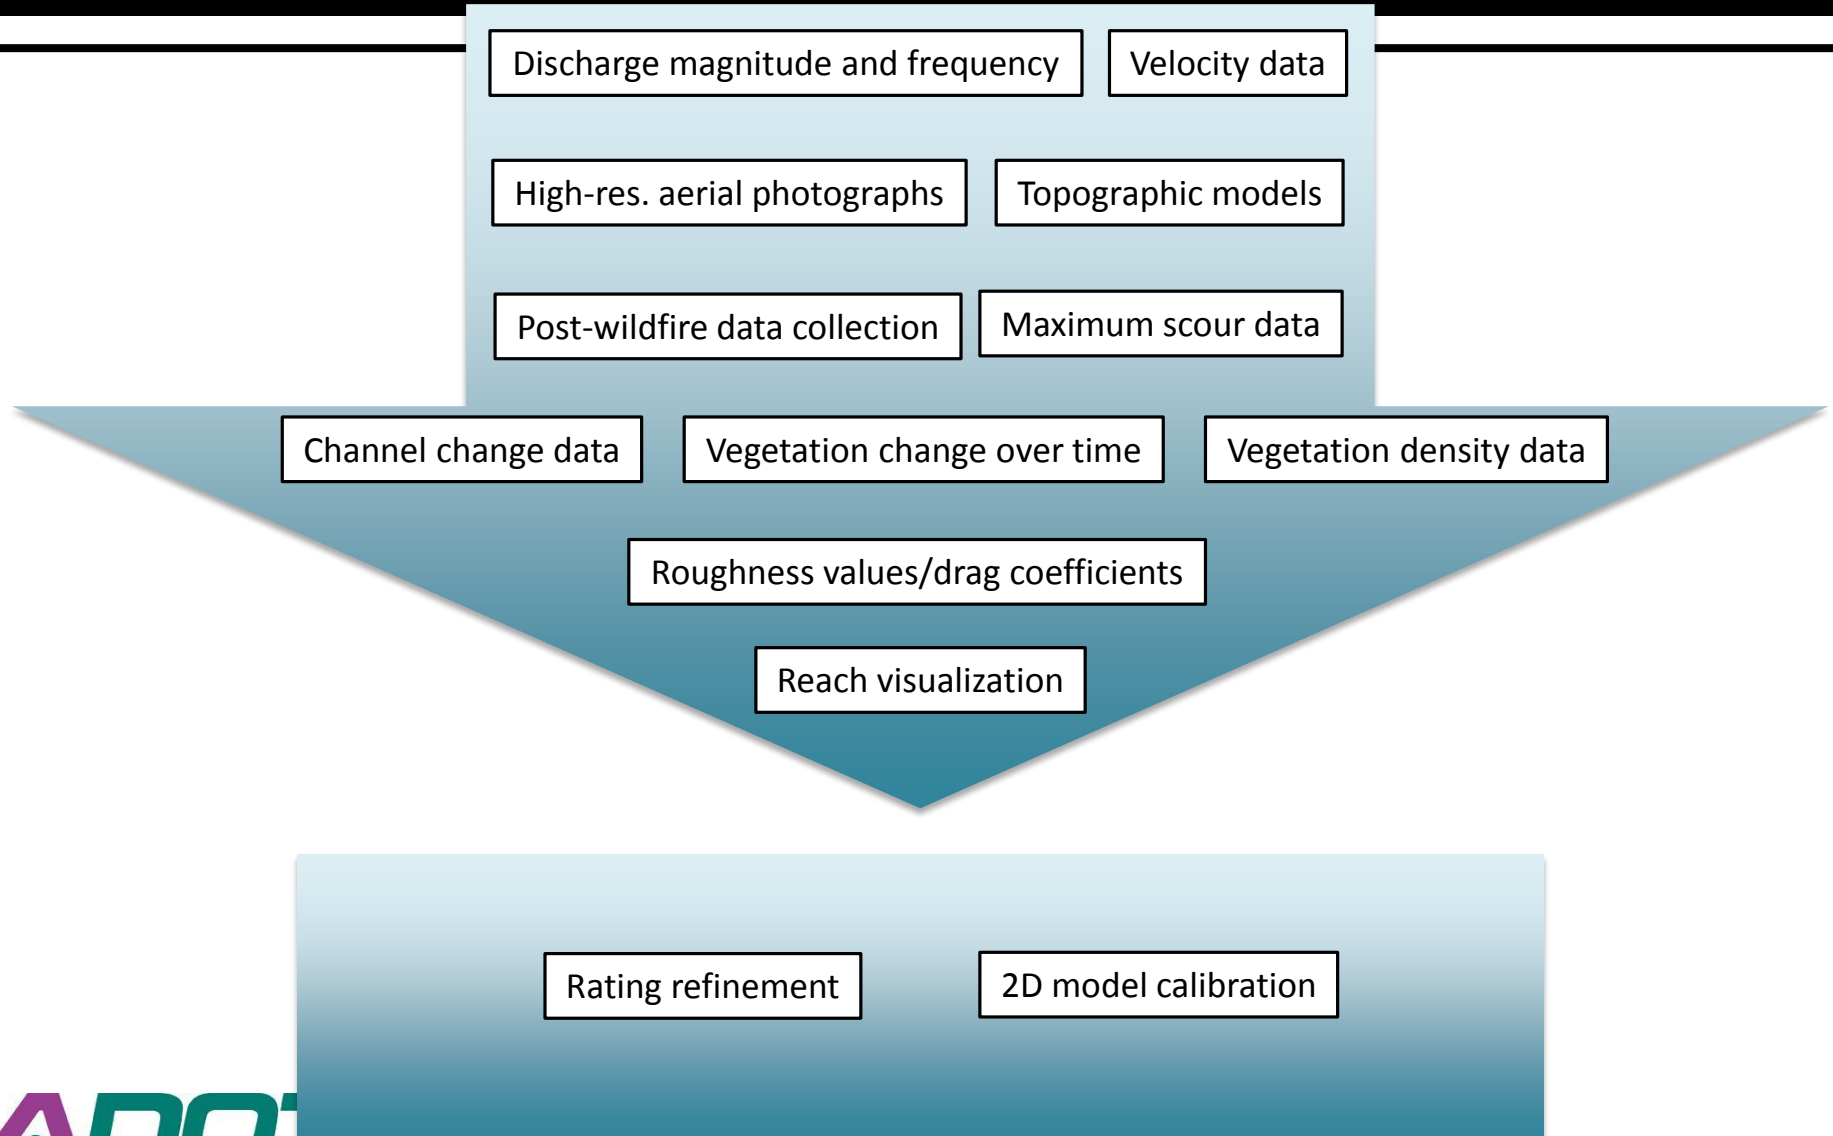 Discharge magnitude and frequency
Velocity data
High-res. aerial photographs
Topographic models
Post-wildfire data collection
Maximum scour data
Channel change data
Vegetation change over time
Vegetation density data
Roughness values/drag coefficients
Reach visualization
Rating refinement
2D model calibration
ADOT